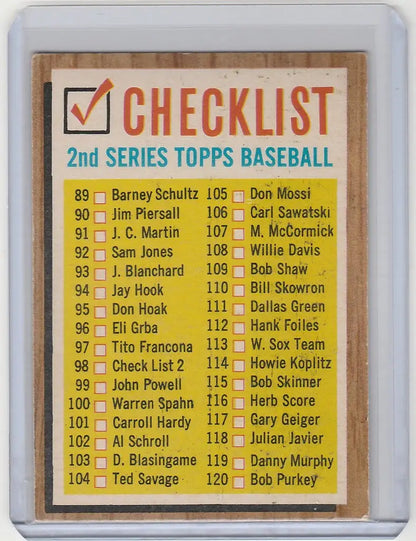 CHECKLIST
2nd SERIES TOPPS BASEBALL
89 Barney Schultz
90 Jim Piersall
91 J. C. Martin
92 Sam Jones
93 J. Blanchard
94 Jay Hook
95 Don Hoak
96 Eli Grba
97 Tito Francona
98 Check List 2
99 John Powell
100 Warren Spahn
101 Carroll Hardy
102 Al Schroll
103 D. Blasingame
104 Ted Savage
105 Don Mossi
106 Carl Sawatski
107 M. McCormick
108 Willie Davis
109 Bob Shaw
110 Bill Skowron
111 Dallas Green
112 Hank Foiles
113 W. Sox Team
114 Howie Koplitz
115 Bob Skinner
116 Herb Score
117 Gary Geiger
118 Julian Javier
119 Danny Murphy
120 Bob Purkey